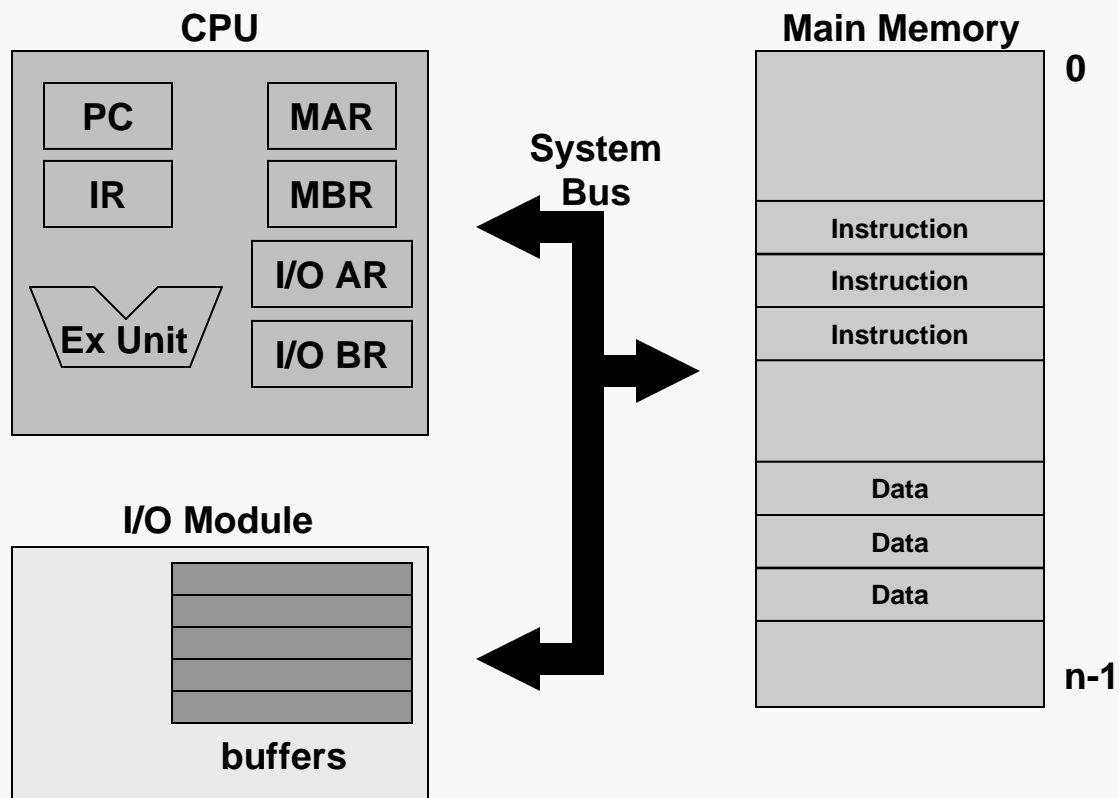 CPU
PC
MAR
IR
MBR
I/O AR
Ex Unit
I/O BR
System
Bus
Main Memory
0
Instruction
Instruction
Instruction
Data
Data
Data
n-1
I/O Module
buffers